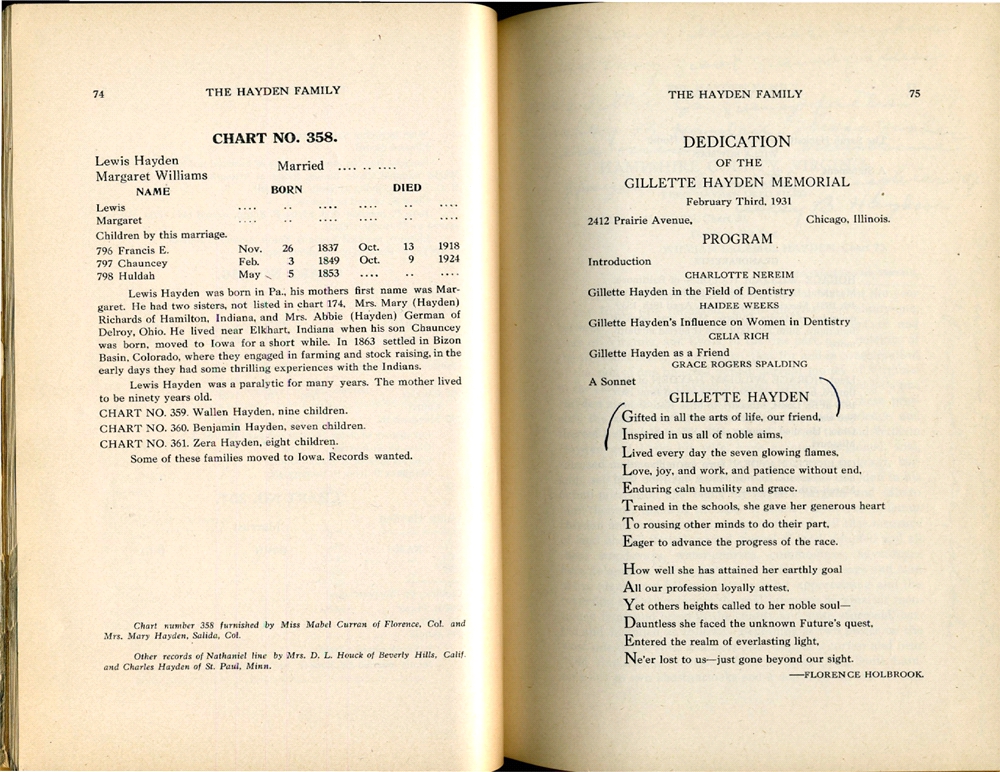 74
THE HAYDEN FAMILY
CHART NO. 358.
Lewis Hayden
Margaret Williams
Married .... .. ....
NAME BORN DIED
Lewis .... .. .... .... .. ....
Margaret .... .. .... .... .. ....
Children by this marriage.
796 Francis E. Nov. 26 1837 Oct. 13 1918
797 Chauncey Feb. 3 1849 Oct. 9 1924
798 Huldah May 5 1853 .... .. ....
Lewis Hayden was born in Pa., his mothers first name was Mar-
garet. He had two sisters, not listed in chart 174, Mrs. Mary (Hayden)
Richards of Hamilton, Indiana, and Mrs. Abbie (Hayden) German of
Delroy, Ohio. He lived near Elkhart, Indiana when his son Chauncey
was born, moved to Iowa for a short while. In 1863 settled in Bizon
Basin, Colorado, where they engaged in farming and stock raising, in the
early days they had some thrilling experiences with the Indians.
Lewis Hayden was a paralytic for many years. The mother lived
to be ninety years old.
CHART NO. 359. Wallen Hayden, nine children.
CHART NO. 360. Benjamin Hayden, seven children.
CHART NO. 361. Zera Hayden, eight children.
Some of these families moved to Iowa. Records wanted.
Chart number 358 furnished by Miss Mabel Curran of Florence, Col. and
Mrs. Mary Hayden, Salida, Col.
Other records of Nathaniel line by Mrs. D. L. Houck of Beverly Hills, Calif.
and Charles Hayden of St. Paul, Minn.
THE HAYDEN FAMILY
75
DEDICATION
OF THE
GILLETTE HAYDEN MEMORIAL
February Third, 1931
2412 Prairie Avenue, Chicago, Illinois.
PROGRAM
Introduction
CHARLOTTE NEREIM
Gillette Hayden in the Field of Dentistry
HAIDEE WEEKS
Gillette Hayden's Influence on Women in Dentistry
CELIA RICH
Gillette Hayden as a Friend
GRACE ROGERS SPALDING
A Sonnet
GILLETTE HAYDEN
Gifted in all the arts of life, our friend,
Inspired in us all of noble aims,
Lived every day the seven glowing flames,
Love, joy, and work, and patience without end,
Enduring caln humility and grace.
Trained in the schools, she gave her generous heart
To rousing other minds to do their part,
Eager to advance the progress of the race.
How well she has attained her earthly goal
All our profession loyally attest,
Yet others heights called to her noble soul—
Dauntless she faced the unknown Future's quest,
Entered the realm of everlasting light,
Ne'er lost to us—just gone beyond our sight.
—FLORENCE HOLBROOK.